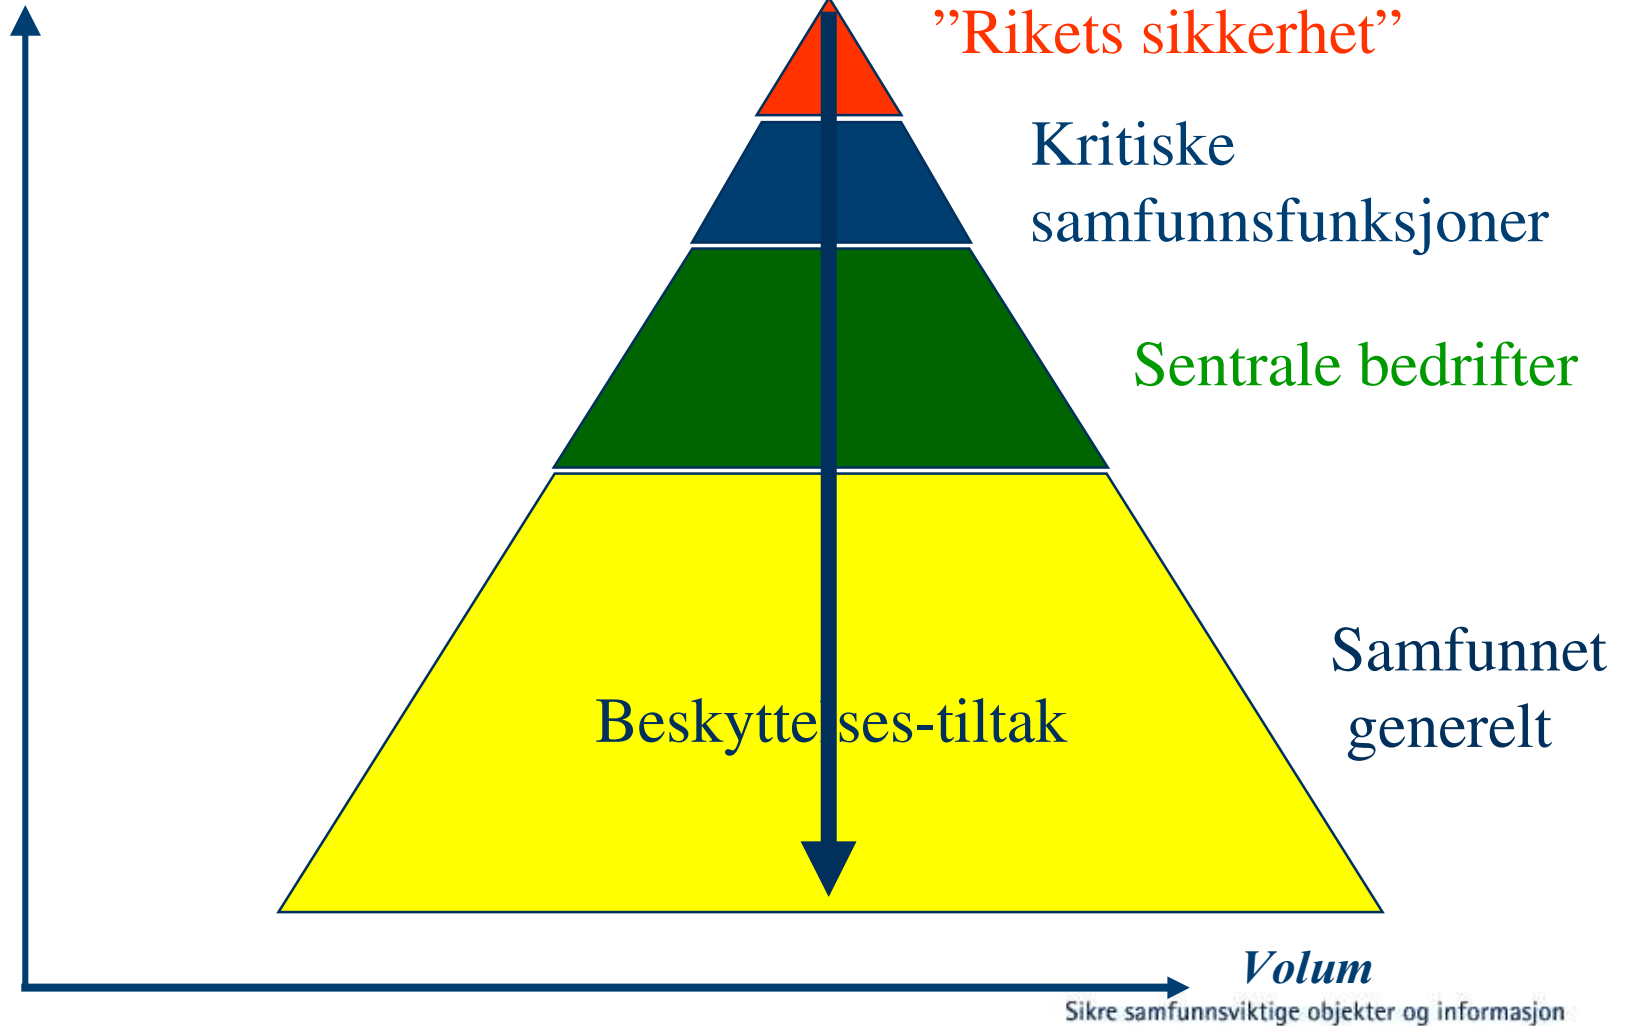 ”Rikets sikkerhet”
Kritiske
samfunnsfunksjoner
Sentrale bedrifter
Samfunnet
generelt
Beskyttelses-tiltak
Volum
Sikre samfunnsviktige objekter og informasjon